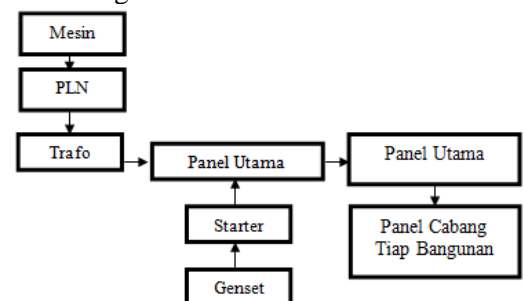 Mesin
PLN
Trafo
Panel Utama
Panel Utama
Starter
Panel Cabang
Tiap Bangunan
Genset